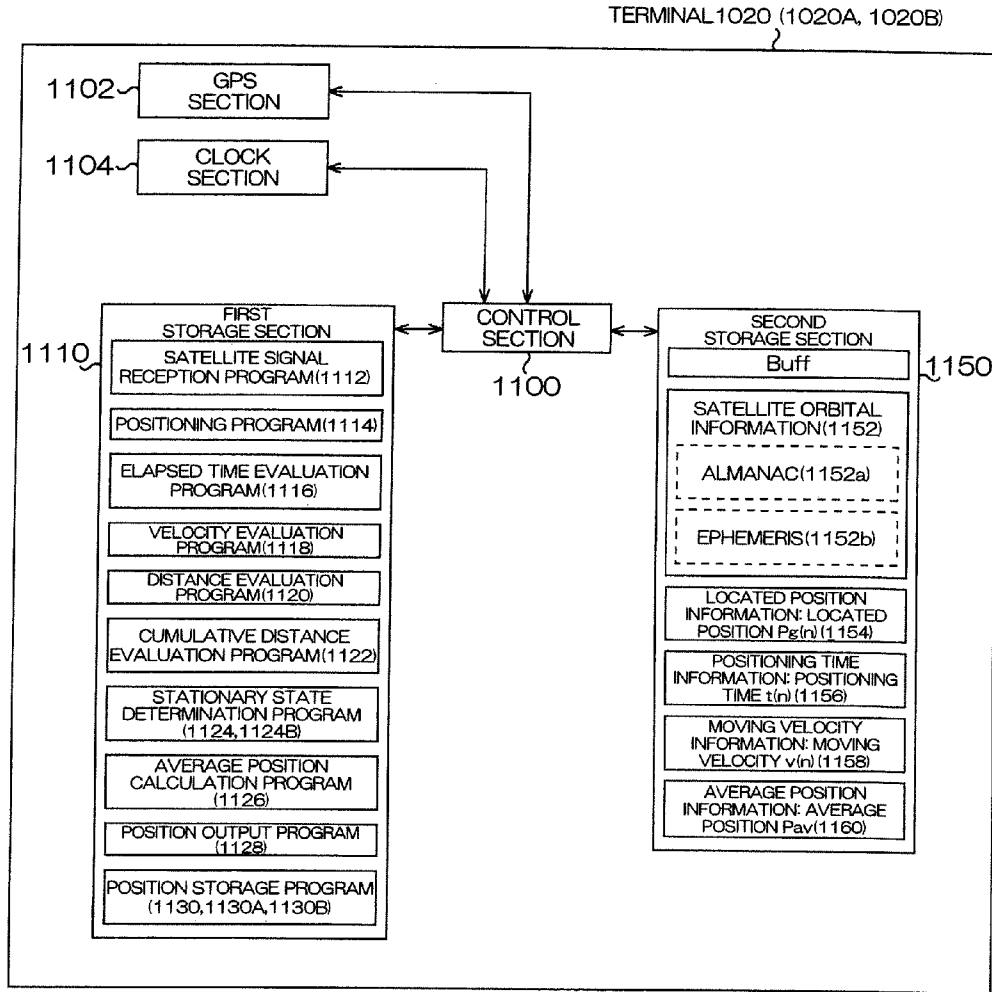 TERMINAL1020 (1020A, 1020B)
1102
GPS
SECTION
1104
CLOCK
SECTION
CONTROL
SECTION
1100
FIRST
STORAGE SECTION
1110
SATELLITE SIGNAL
RECEPTION PROGRAM(1112)
POSITIONING PROGRAM(1114)
ELAPSED TIME EVALUATION
PROGRAM(1116)
VELOCITY EVALUATION
PROGRAM(1118)
DISTANCE EVALUATION
PROGRAM(1120)
CUMULATIVE DISTANCE
EVALUATION PROGRAM(1122)
STATIONARY STATE
DETERMINATION PROGRAM
(1124,1124B)
AVERAGE POSITION
CALCULATION PROGRAM
(1126)
POSITION OUTPUT PROGRAM
(1128)
POSITION STORAGE PROGRAM
(1130,1130A,1130B)
SECOND
STORAGE SECTION
1150
Buff
SATELLITE ORBITAL
INFORMATION(1152)
ALMANAC(1152a)
EPHEMERIS(1152b)
LOCATED POSITION
INFORMATION: LOCATED
POSITION Pg(n)(1154)
POSITIONING TIME
INFORMATION: POSITIONING
TIME t(n)(1156)
MOVING VELOCITY
INFORMATION: MOVING
VELOCITY v(n)(1158)
AVERAGE POSITION
INFORMATION: AVERAGE
POSITION Pav(1160)